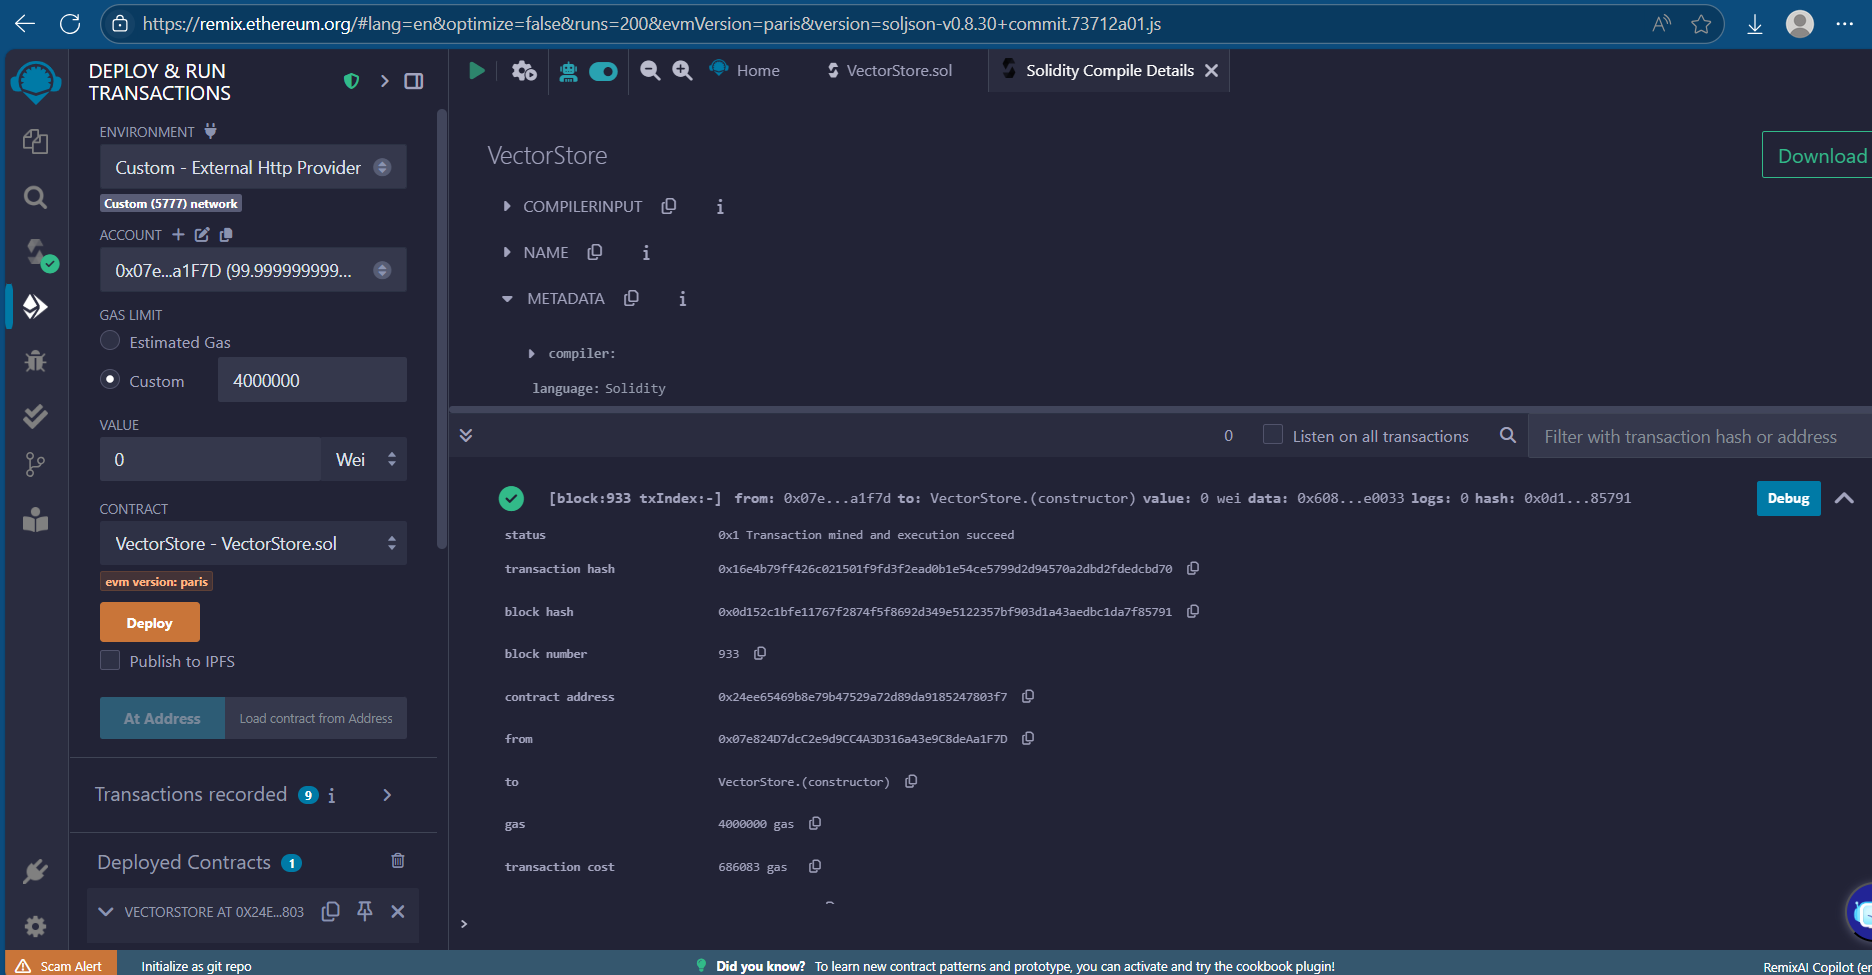 https://remix.ethereum.org/#lang=en&optimize=false&runs=200&evmVersion=paris&version=soljson-v0.8.30+commit.73712a01.js
DEPLOY & RUN
TRANSACTIONS
ENVIRONMENT
Custom - External Http Provider
Custom (5777) network
ACCOUNT
0x07e...a1F7D (99.999999999...
GAS LIMIT
Estimated Gas
Custom
4000000
VALUE
0
Wei
CONTRACT
VectorStore - VectorStore.sol
evm version: paris
Deploy
Publish to IPFS
At Address
Load contract from Address
Transactions recorded 9 i
Deployed Contracts 1
VECTORSTORE AT 0X24E...803
Home
VectorStore.sol
Solidity Compile Details
VectorStore
Download
COMPILERINPUT
NAME
METADATA
compiler:
language: Solidity
0
Listen on all transactions
Filter with transaction hash or address
[block:933 txIndex:-] from: 0x07e...a1f7d to: VectorStore.(constructor) value: 0 wei data: 0x608...e0033 logs: 0 hash: 0x0d1...85791
Debug
status 0x1 Transaction mined and execution succeed
transaction hash 0x16e4b79ff426c021501f9fd3f2ead0b1e54ce5799d2d94570a2dbd2fdedcbd70
block hash 0x0d152c1bfe11767f2874f5f8692d349e5122357bf903d1a43aedbc1da7f85791
block number 933
contract address 0x24ee65469b8e79b47529a72d89da9185247803f7
from 0x07e824D7dcC2e9d9CC4A3D316a43e9C8deAa1F7D
to VectorStore.(constructor)
gas 4000000 gas
transaction cost 686083 gas
>
Scam Alert
Initialize as git repo
Did you know? To learn new contract patterns and prototype, you can activate and try the cookbook plugin!
RemixAI Copilot (en